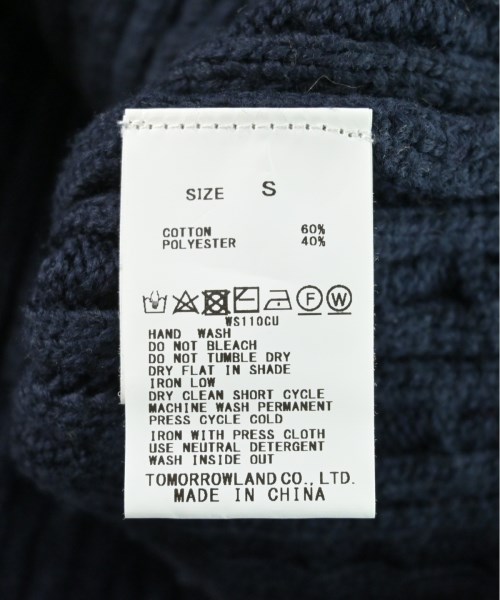 SIZE S
COTTON 60%
POLYESTER 40%
F W
WS110CU
HAND WASH
DO NOT BLEACH
DO NOT TUMBLE DRY
DRY FLAT IN SHADE
IRON LOW
DRY CLEAN SHORT CYCLE
MACHINE WASH PERMANENT
PRESS CYCLE COLD
IRON WITH PRESS CLOTH
USE NEUTRAL DETERGENT
WASH INSIDE OUT
TOMORROWLAND CO., LTD.
MADE IN CHINA